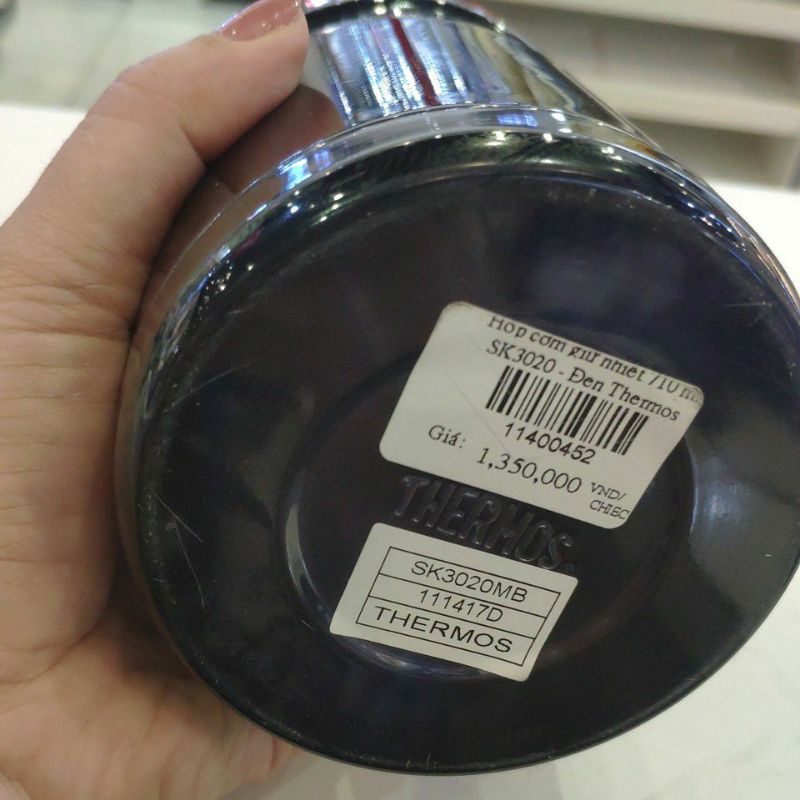 Hộp cơm giữ nhiệt 710 ml
SK3020 - Đen Thermos
11400452
Giá: 1,350,000 VND/
CHIEC
THERMOS
SK3020MB
111417D
THERMOS